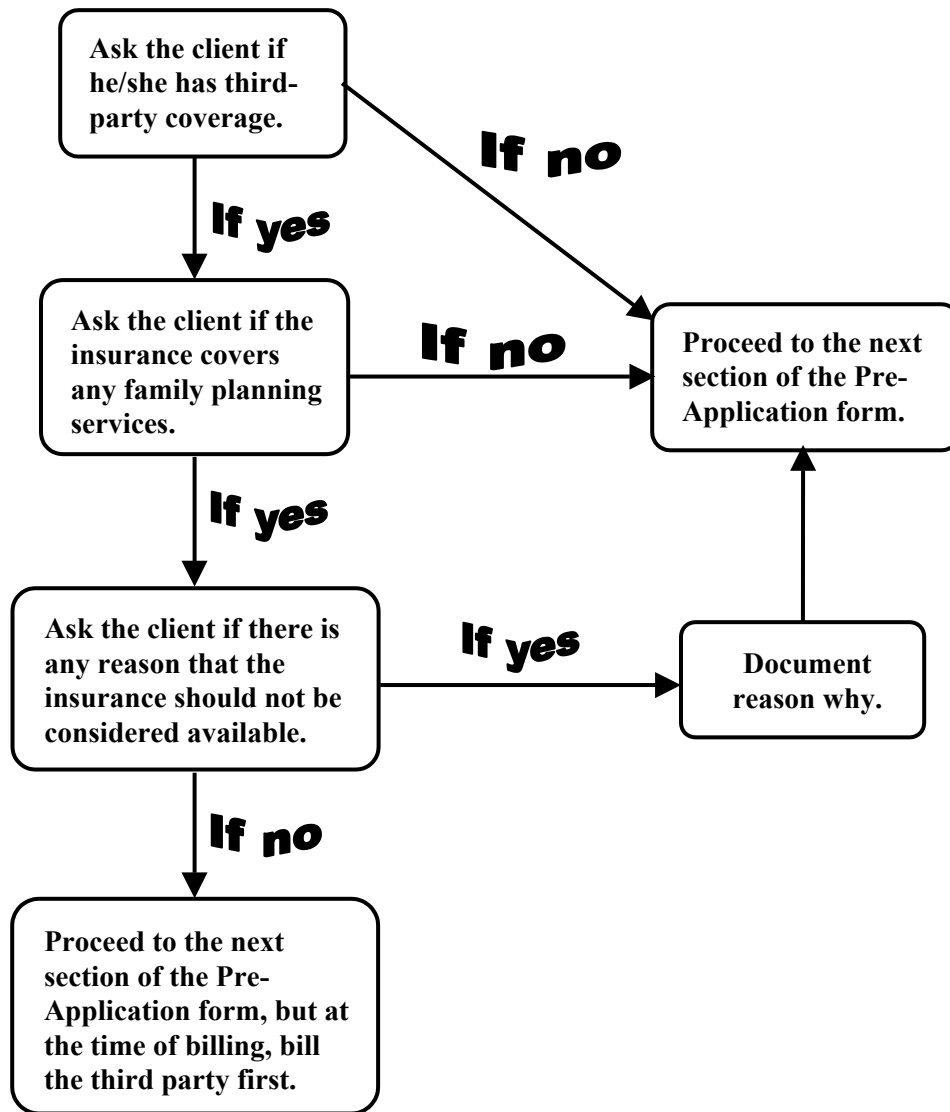 Ask the client if
he/she has third-
party coverage.
If no
If yes
Ask the client if the
insurance covers
any family planning
services.
If no
Proceed to the next
section of the Pre-
Application form.
If yes
Ask the client if there is
any reason that the
insurance should not be
considered available.
If yes
Document
reason why.
If no
Proceed to the next
section of the Pre-
Application form, but at
the time of billing, bill
the third party first.